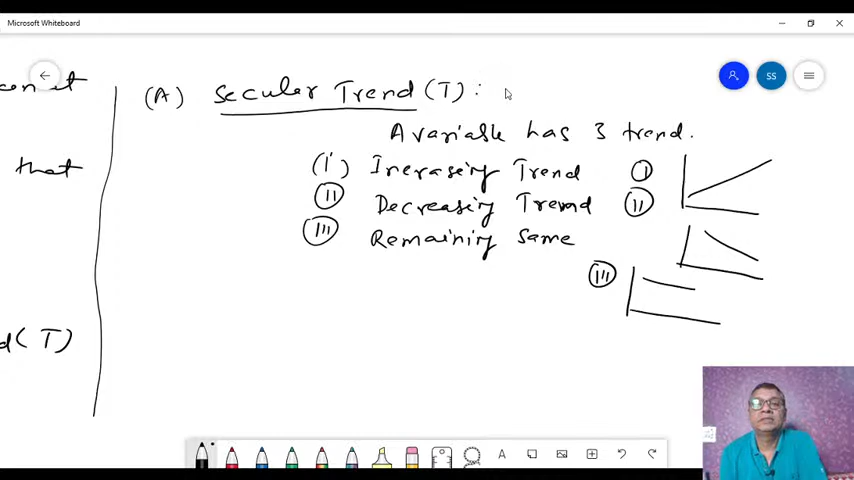 Microsoft Whiteboard
SS
(A) Secular Trend (T) :
A variable has 3 trend.
(i) Increasing Trend
(i)
(ii) Decreasing Trend
(ii)
(iii) Remaining Same
(iii)
that
d(T)
A